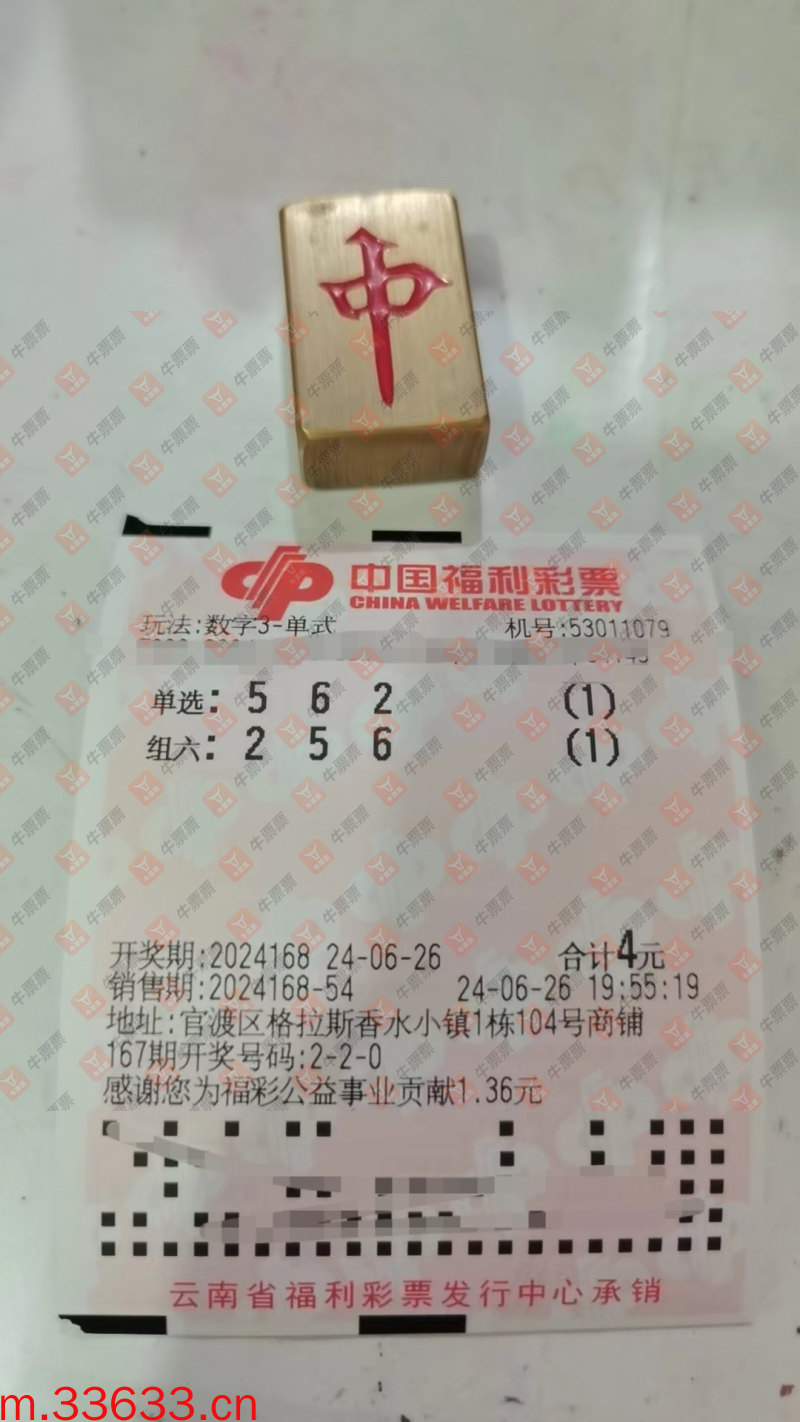 中
中国福利彩票
CHINA WELFARE LOTTERY
玩法:数字3-单式 机号:53011079
单选: 5 6 2 (1)
组六: 2 5 6 (1)
开奖期:2024168 24-06-26 合计4元
销售期:2024168-54 24-06-26 19:55:19
地址:官渡区格拉斯香水小镇1栋104号商铺
167期开奖号码:2-2-0
感谢您为福彩公益事业贡献1.36元
云南省福利彩票发行中心承销
m.33633.cn
牛票票